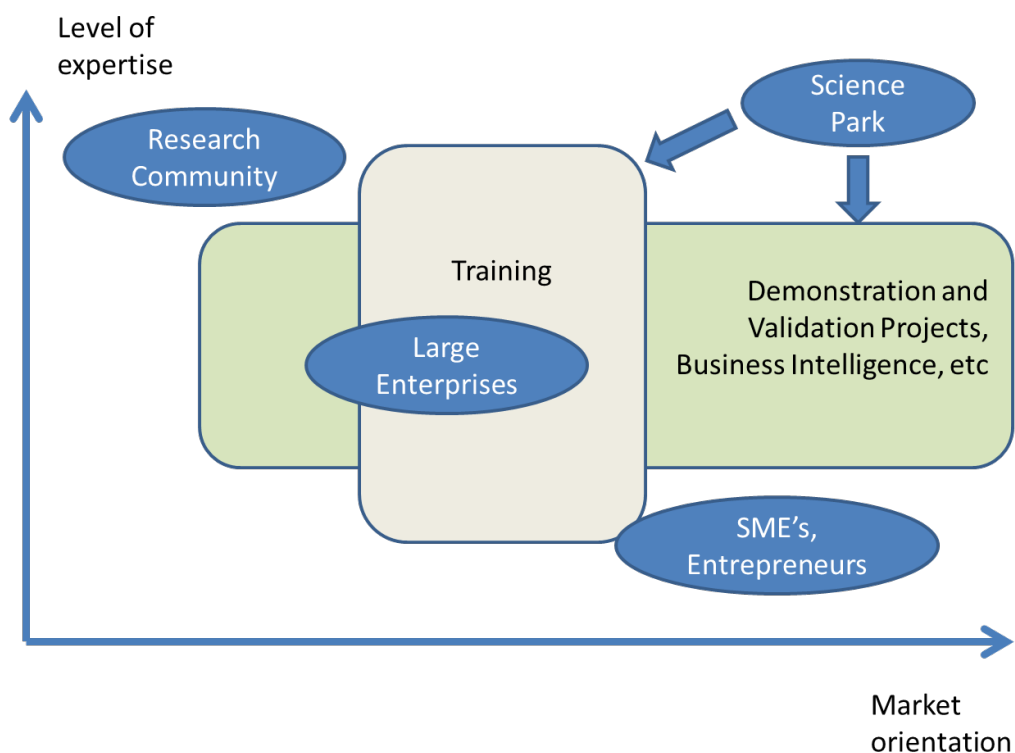 Level of
expertise
Science
Park
Research
Community
Training
Demonstration and
Validation Projects,
Business Intelligence, etc
Large
Enterprises
SME’s,
Entrepreneurs
Market
orientation